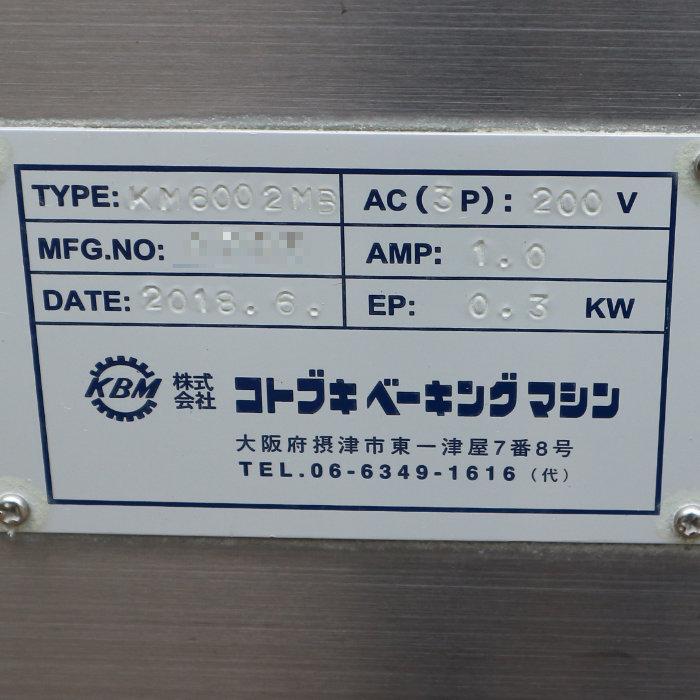 TYPE: KM6002MB
AC(3P): 200 V
MFG.NO:
AMP: 1.0
DATE: 2018.6.
EP: 0.3 KW
KBM
株式会社 コトブキベーキングマシン
大阪府摂津市東一津屋7番8号
TEL.06-6349-1616(代)